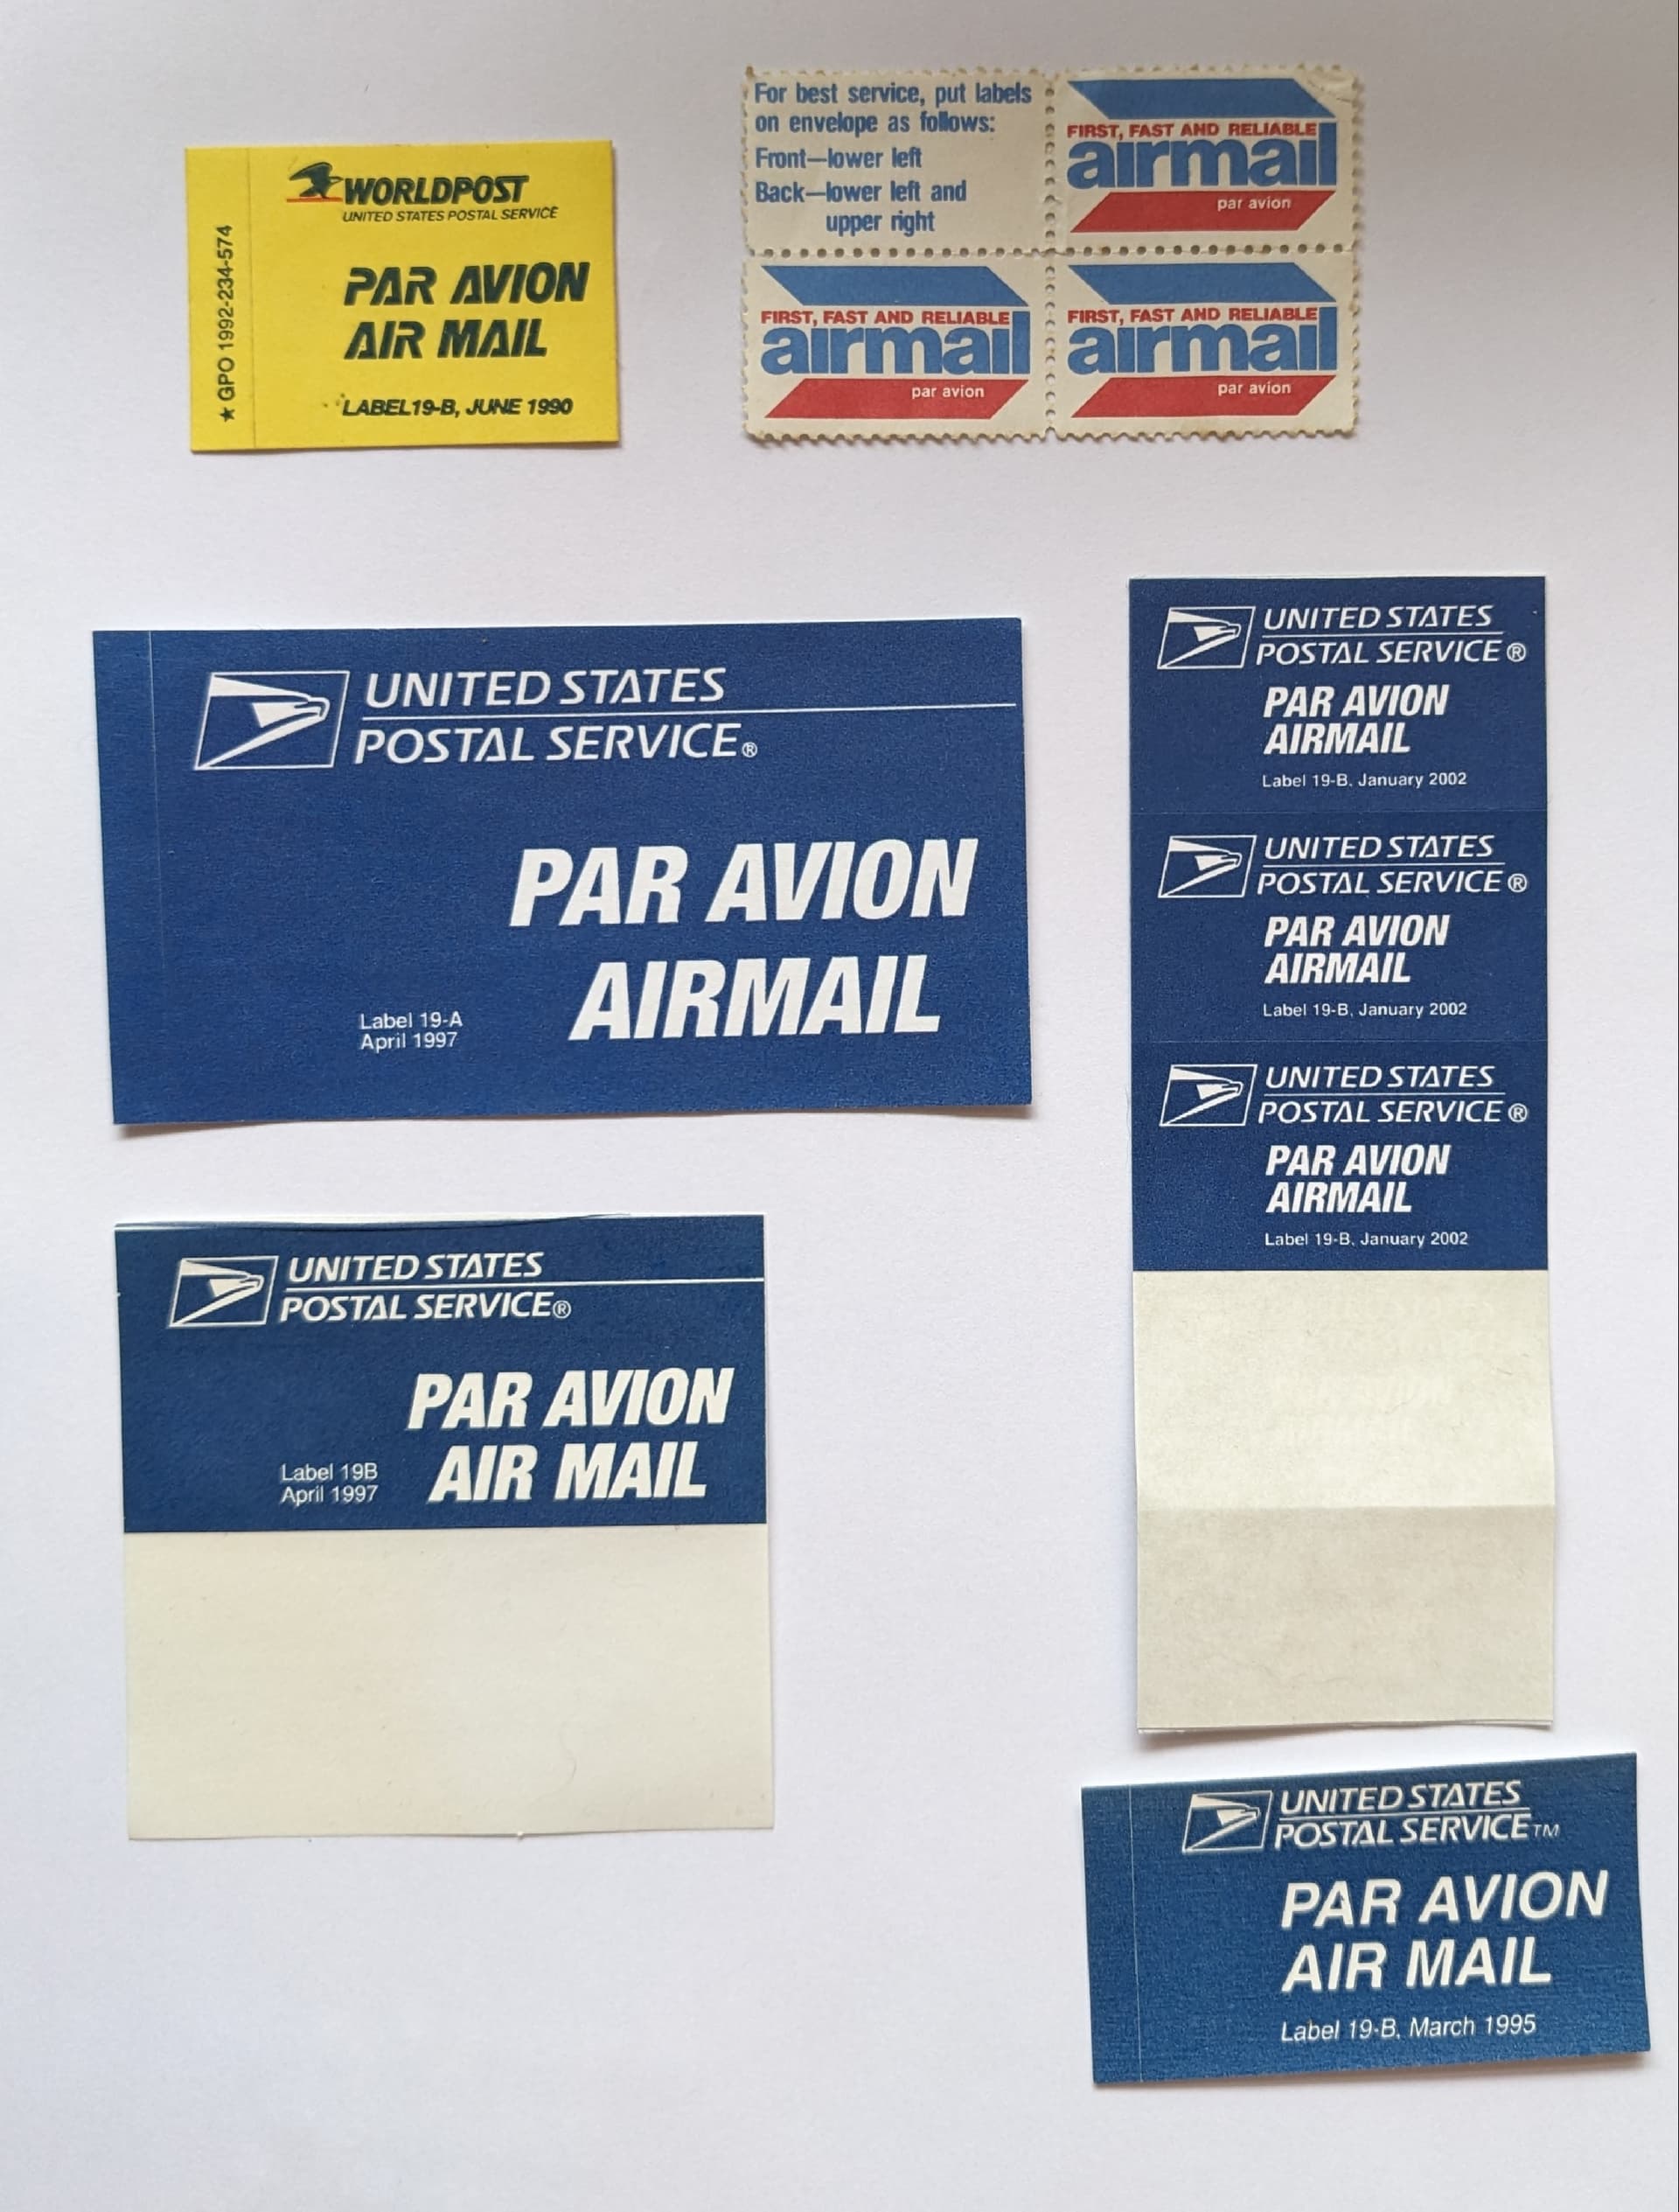 WORLDPOST
UNITED STATES POSTAL SERVICE
PAR AVION
AIR MAIL
LABEL 19-B, JUNE 1990
★ GPO 1992-234-574
For best service, put labels
on envelope as follows:
Front—lower left
Back—lower left and
upper right
FIRST, FAST AND RELIABLE
airmail
par avion
FIRST, FAST AND RELIABLE
airmail
par avion
FIRST, FAST AND RELIABLE
airmail
par avion
UNITED STATES
POSTAL SERVICE®
PAR AVION
AIRMAIL
Label 19-A
April 1997
UNITED STATES
POSTAL SERVICE®
PAR AVION
AIRMAIL
Label 19-B, January 2002
UNITED STATES
POSTAL SERVICE®
PAR AVION
AIRMAIL
Label 19-B, January 2002
UNITED STATES
POSTAL SERVICE®
PAR AVION
AIRMAIL
Label 19-B, January 2002
UNITED STATES
POSTAL SERVICE®
PAR AVION
AIR MAIL
Label 19B
April 1997
UNITED STATES
POSTAL SERVICE™
PAR AVION
AIR MAIL
Label 19-B, March 1995